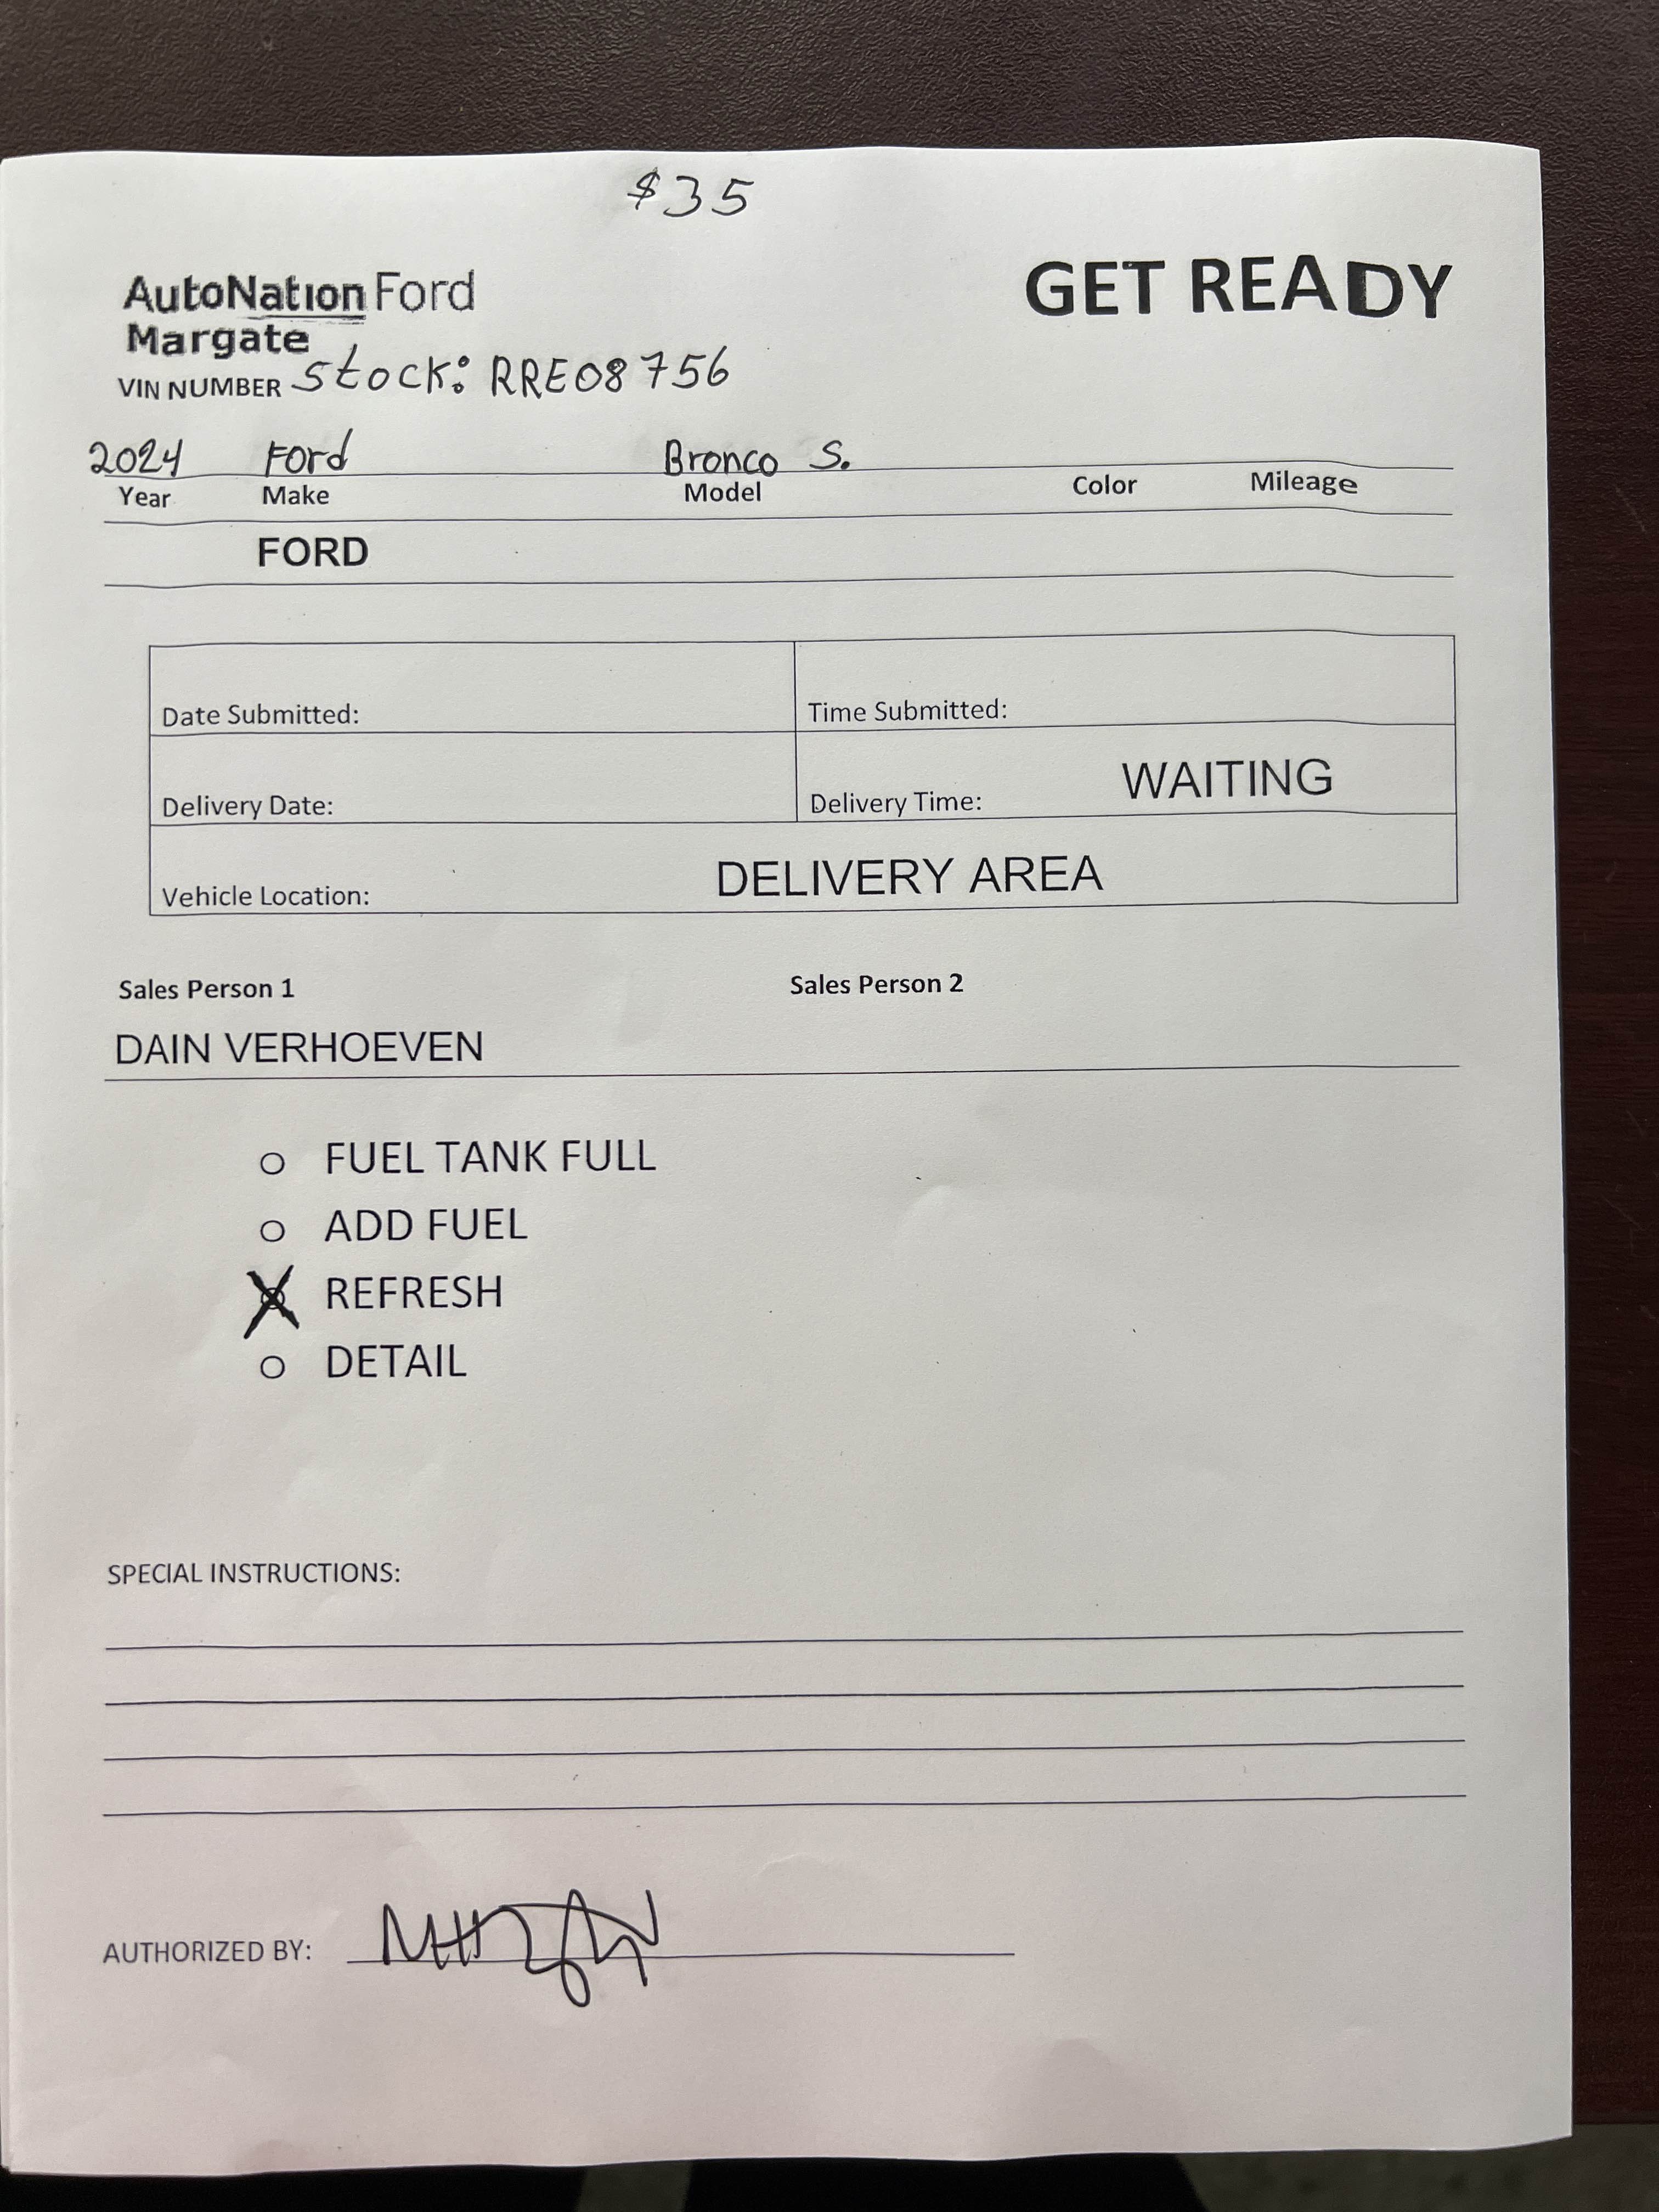 $35
AutoNation Ford
GET READY
Margate
VIN NUMBER Stock: RRE08756
2024 Ford Bronco S.
Year Make Model Color Mileage
FORD
Date Submitted: Time Submitted:
Delivery Date: Delivery Time: WAITING
Vehicle Location: DELIVERY AREA
Sales Person 1 Sales Person 2
DAIN VERHOEVEN
o FUEL TANK FULL
o ADD FUEL
X REFRESH
o DETAIL
SPECIAL INSTRUCTIONS:
AUTHORIZED BY: